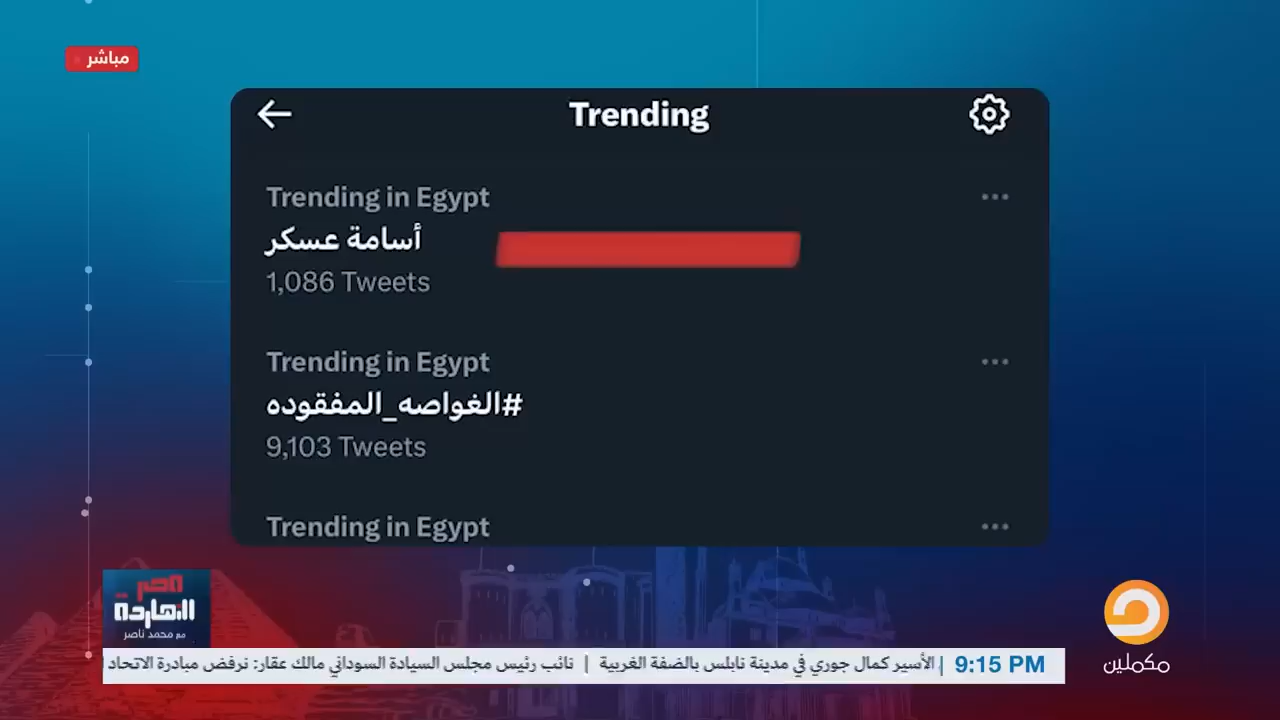 مباشر
Trending
Trending in Egypt
أسامة عسكر
1,086 Tweets
Trending in Egypt
#الغواصه_المفقوده
9,103 Tweets
Trending in Egypt
مصر
النهاردة
مع محمد ناصر
مكملين
9:15 PM | الأسير كمال جوري في مدينة نابلس بالضفة الغربية | نائب رئيس مجلس السيادة السوداني مالك عقار: نرفض مبادرة الاتحاد